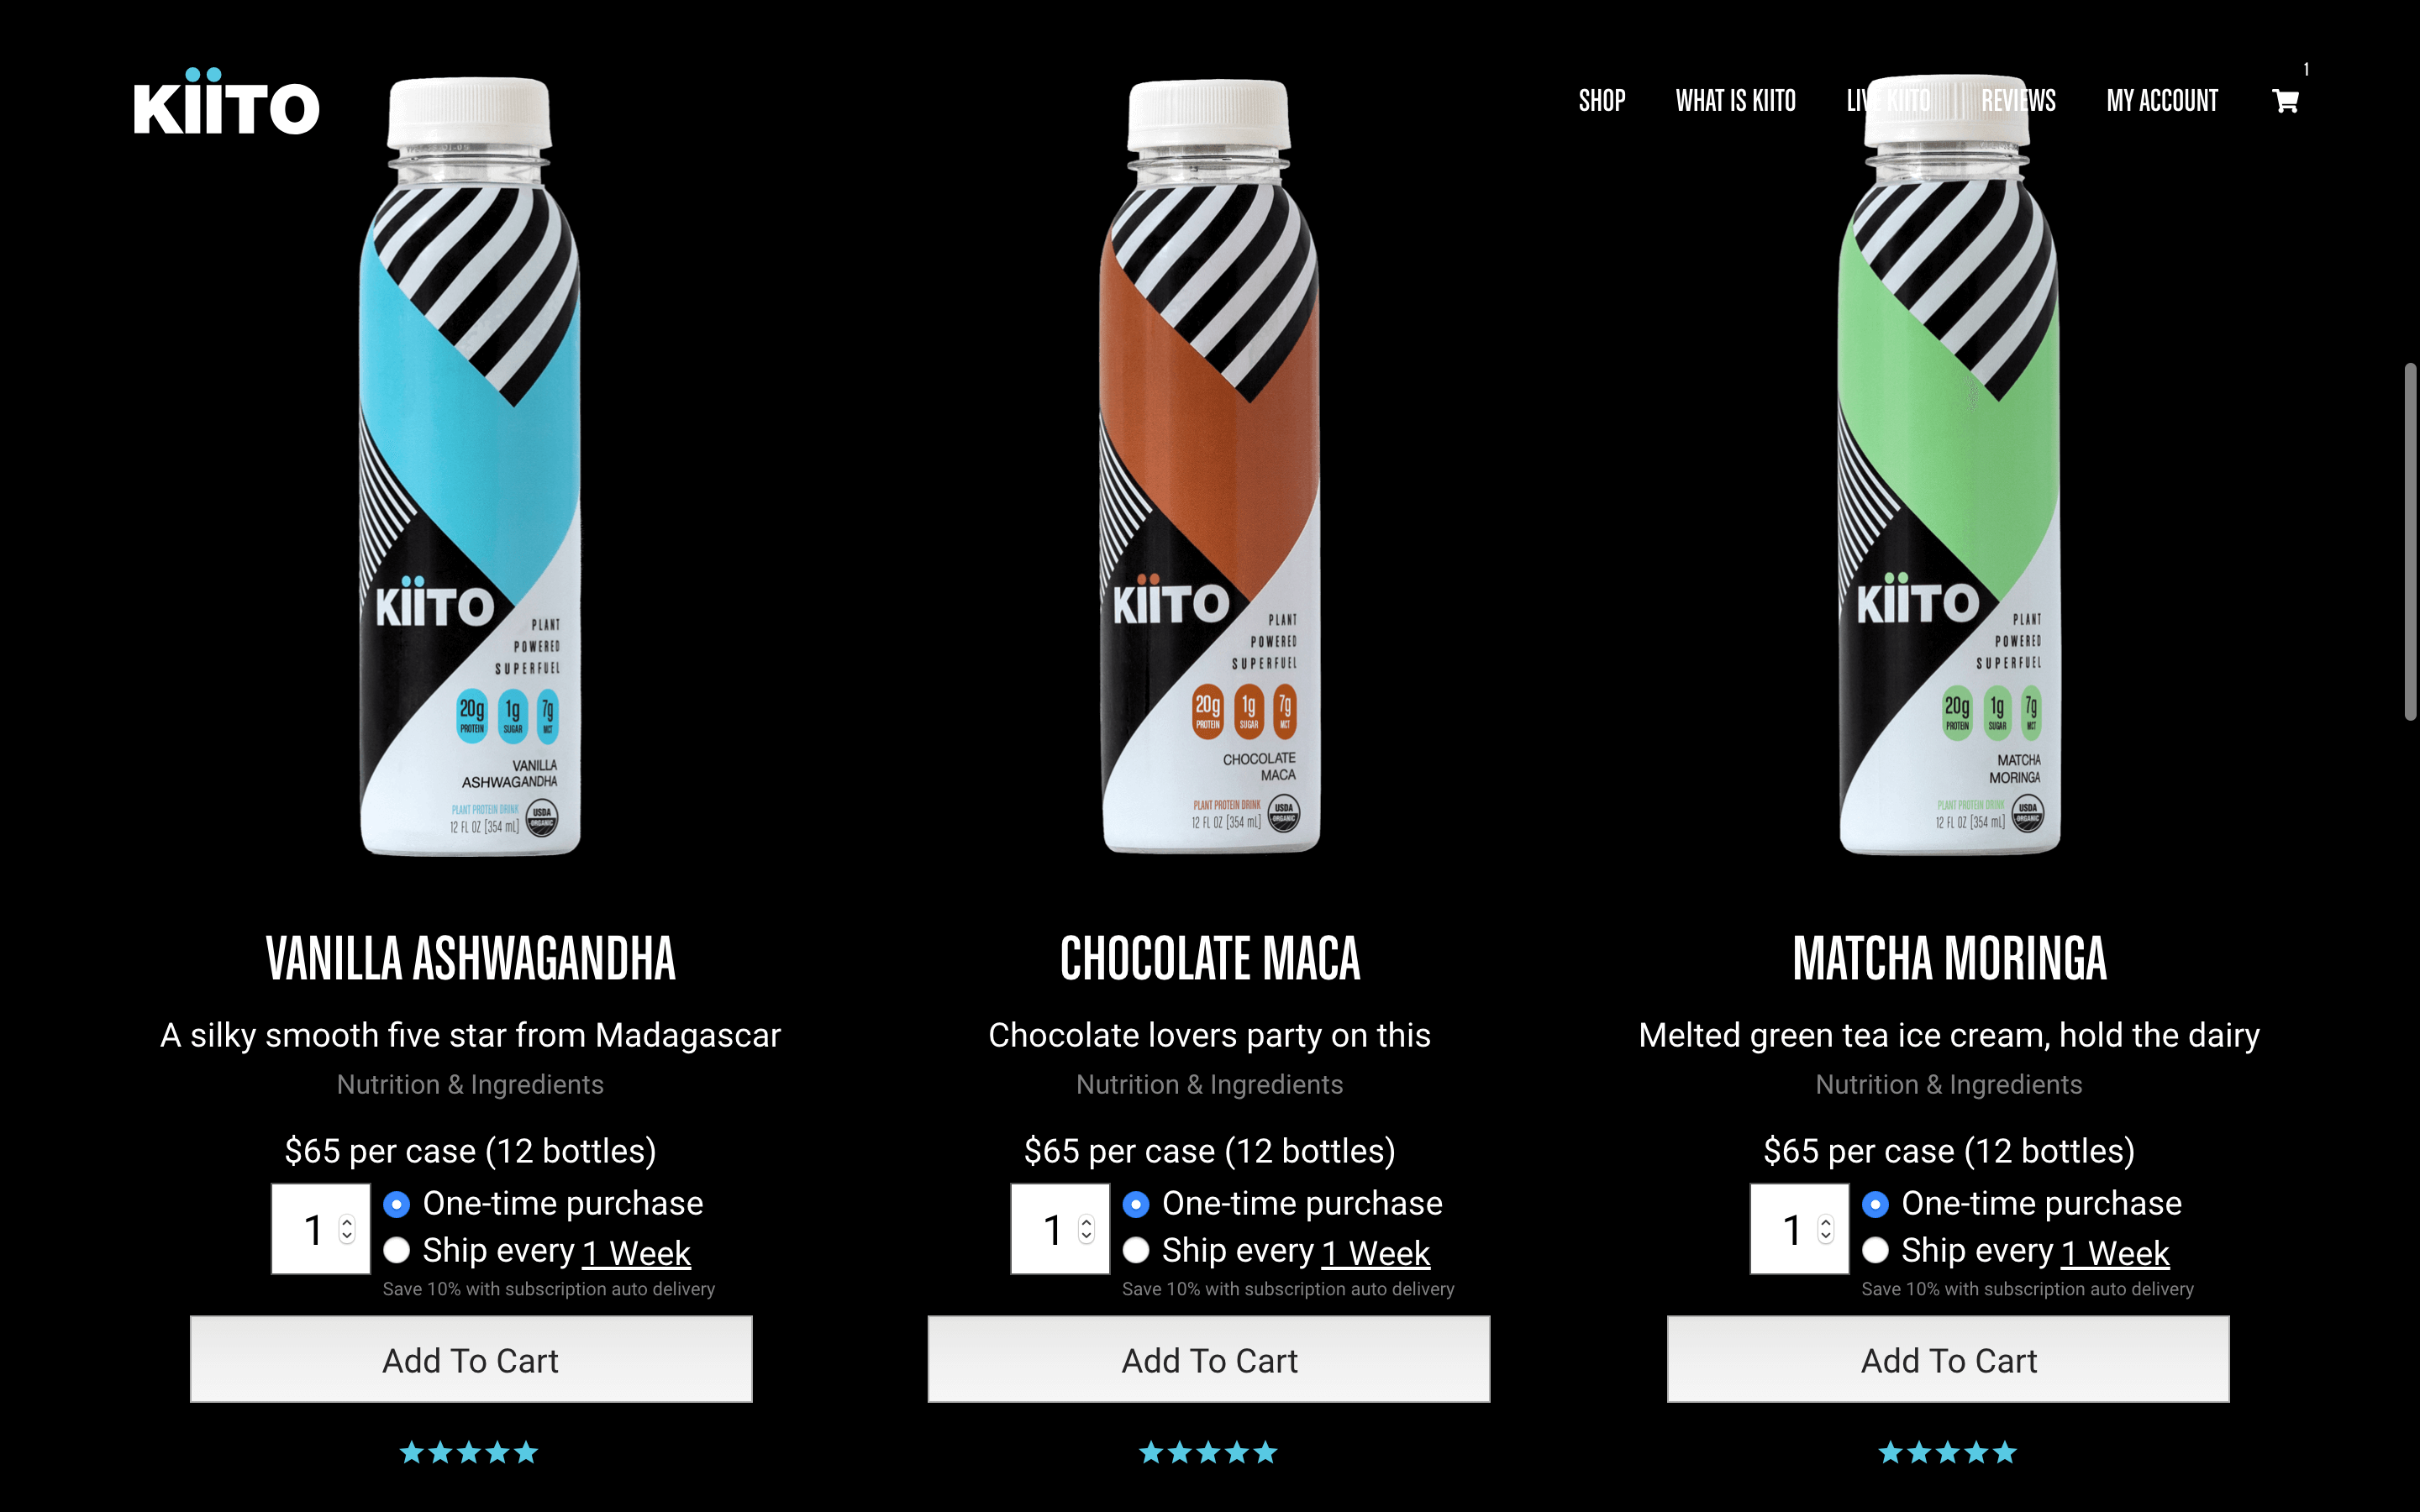 KiiTO
SHOP
WHAT IS KIITO
LIVE KIITO
REVIEWS
MY ACCOUNT
1
KiiTO
PLANT
POWERED
SUPERFUEL
20g PROTEIN
1g SUGAR
7g MCT
VANILLA
ASHWAGANDHA
PLANT PROTEIN DRINK
12 FL OZ [354 mL]
USDA
ORGANIC
KiiTO
PLANT
POWERED
SUPERFUEL
20g PROTEIN
1g SUGAR
7g MCT
CHOCOLATE
MACA
PLANT PROTEIN DRINK
12 FL OZ [354 mL]
USDA
ORGANIC
KiiTO
PLANT
POWERED
SUPERFUEL
20g PROTEIN
1g SUGAR
7g MCT
MATCHA
MORINGA
PLANT PROTEIN DRINK
12 FL OZ [354 mL]
USDA
ORGANIC
VANILLA ASHWAGANDHA
A silky smooth five star from Madagascar
Nutrition & Ingredients
$65 per case (12 bottles)
1
One-time purchase
Ship every 1 Week
Save 10% with subscription auto delivery
Add To Cart
CHOCOLATE MACA
Chocolate lovers party on this
Nutrition & Ingredients
$65 per case (12 bottles)
1
One-time purchase
Ship every 1 Week
Save 10% with subscription auto delivery
Add To Cart
MATCHA MORINGA
Melted green tea ice cream, hold the dairy
Nutrition & Ingredients
$65 per case (12 bottles)
1
One-time purchase
Ship every 1 Week
Save 10% with subscription auto delivery
Add To Cart